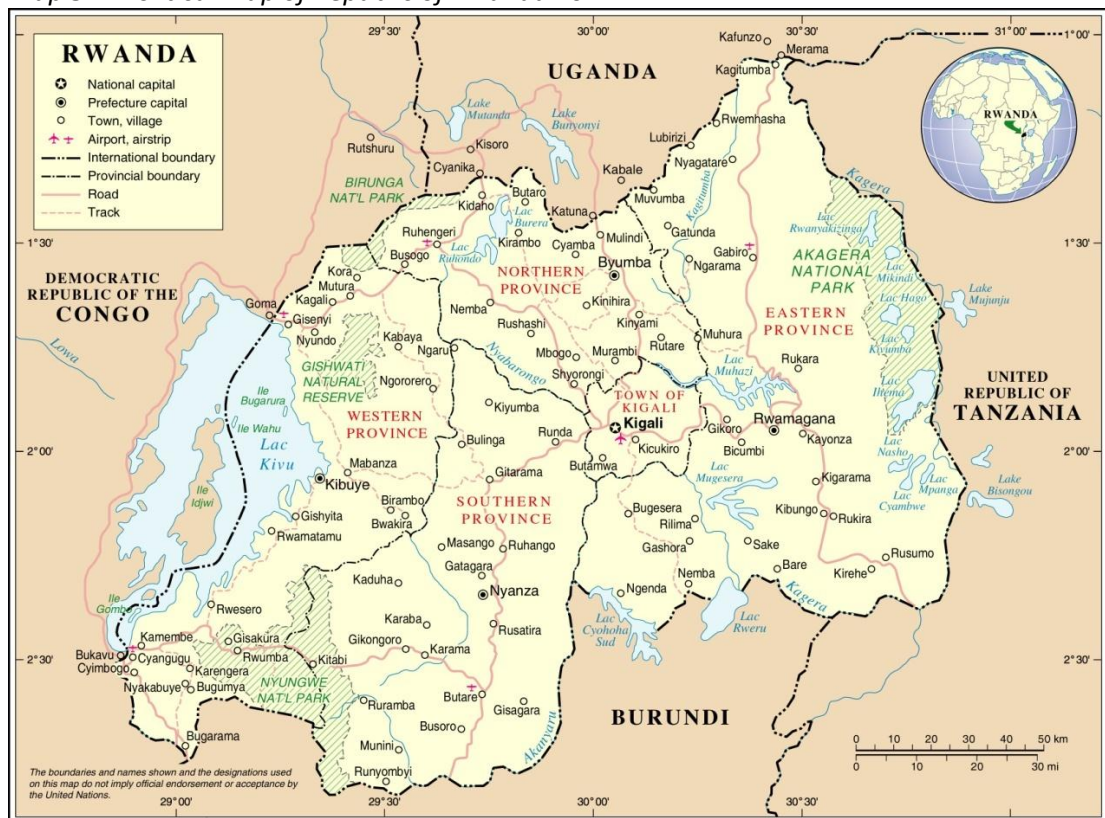 RWANDA
National capital
Prefecture capital
Town, village
Airport, airstrip
International boundary
Provincial boundary
Road
Track
29°30'
30°00'
31°00'
1°00'
UGANDA
Kafunzo
Merama
Kagitumba
RWANDA
Lake
Mutanda
Lake
Bunyonyi
Rutshuru
Kisoro
Cyanika
Lubirizi
Rwemhasha
Nyagatare
Kabale
Kagitumba
Kagera
BIRUNGA
NAT'L PARK
Kidaho
Butaro
Lac
Burera
Katuna
Muvumba
Ruhengeri
Lac
Ruhondo
Kirambo
Cyamba
Mulindi
Gatunda
Gabiro
Ngarama
Lac
Rwanyakizinga
1°30'
1°30'
Busogo
Byumba
AKAGERA
NATIONAL
PARK
Lac
Mikindi
DEMOCRATIC
REPUBLIC OF THE
CONGO
Kora
Mutura
Kagali
NORTHERN
PROVINCE
Nemba
Kinihira
Kinyami
EASTERN
PROVINCE
Lac Hago
Lake
Mujunju
Goma
Gisenyi
Nyundo
Rushashi
Rutare
Muhura
Lac
Kivumba
Lowa
Kabaya
Ngaru
Mbogo
Murambi
Shyorongi
Nyabarongo
Lac
Muhazi
Rukara
GISHWATI
NATURAL
RESERVE
Ngororero
Lac
Ihema
Ile
Bugarura
WESTERN
PROVINCE
Kiyumba
TOWN OF
KIGALI
Kigali
Rwamagana
UNITED
REPUBLIC OF
TANZANIA
Ile Wahu
Lac
Kivu
Bulinga
Runda
Kicukiro
Gikoro
Bicumbi
Kayonza
2°00'
2°00'
Lac
Nasho
Mabanza
Gitarama
Butamwa
Lac
Mugesera
Kigarama
Lac
Mpanga
Lac
Cyambwe
Lake
Bisongou
Kibuye
Ile
Idjwi
Birambo
Bwakira
SOUTHERN
PROVINCE
Bugesera
Rilima
Kibungo
Rukira
Gishyita
Rwamatamu
Masango
Ruhango
Gashora
Sake
Rusumo
Gatagara
Bare
Kirehe
Kaduha
Nyanza
Ngenda
Nemba
Kagera
Ile
Gombo
Rwesero
Karaba
Rusatira
Lac
Cyohoha
Sud
Lac
Rweru
Kamembe
Gisakura
Gikongoro
Karama
Bukavu
Cyangugu
Rwumba
Kitabi
2°30'
2°30'
Cyimbogo
Karengera
NYUNGWE
NAT'L PARK
Nyakabuye
Bugumya
Butare
Ruramba
Gisagara
BURUNDI
Busoro
Akanyaru
Bugarama
Munini
Runyombyi
0 10 20 30 40 50 km
0 10 20 30 mi
The boundaries and names shown and the designations used
on this map do not imply official endorsement or acceptance by
the United Nations.
29°00'
29°30'
30°00'
30°30'